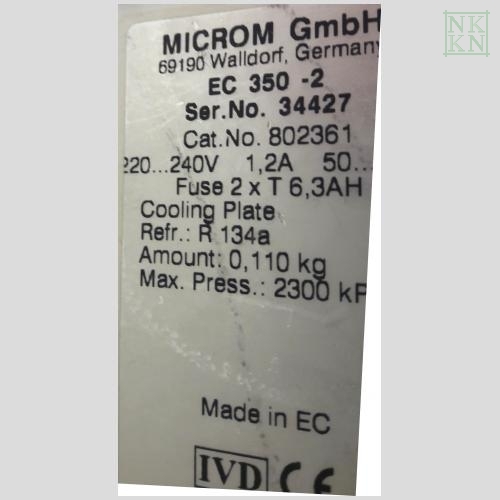 MICROM GmbH
69190 Walldorf, Germany
EC 350 -2
Ser.No. 34427
Cat.No. 802361
220...240V 1,2A 50...
Fuse 2 x T 6,3AH
Cooling Plate
Refr.: R 134a
Amount: 0,110 kg
Max. Press.: 2300 kP
Made in EC
IVD CE
NK
KN